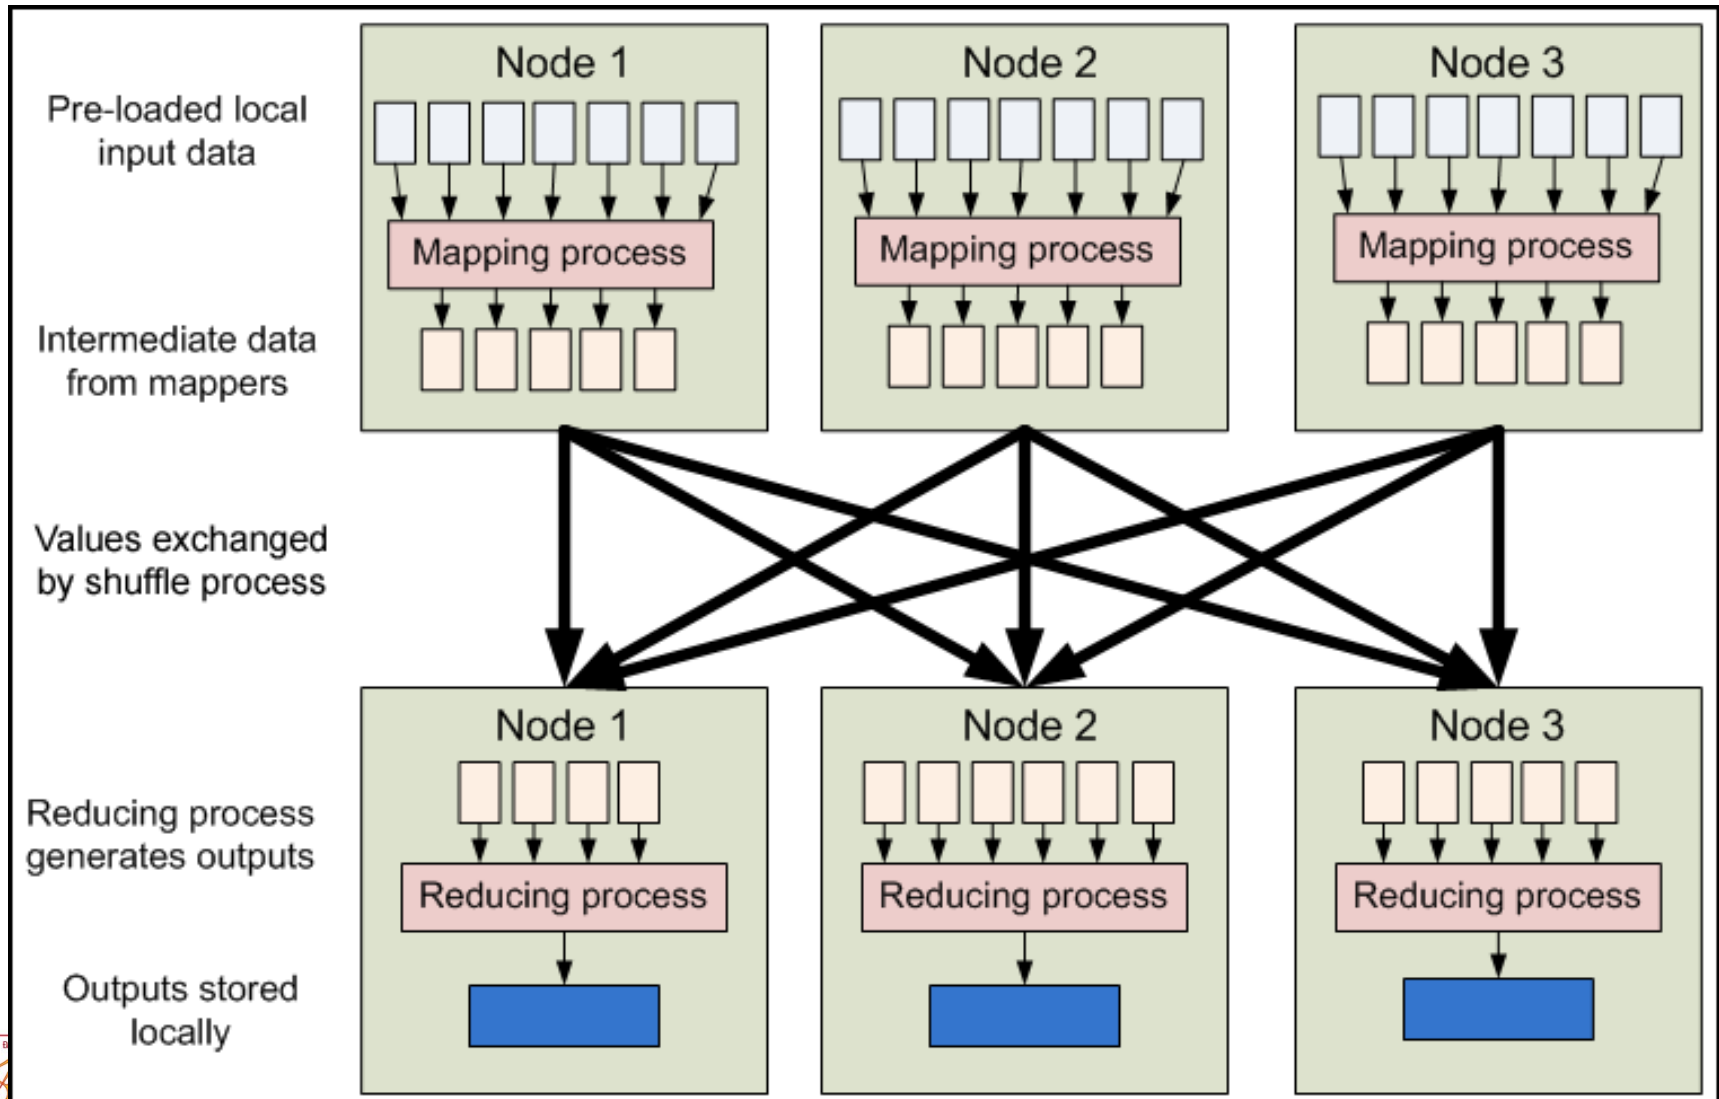 Node 1
Node 2
Node 3
Pre-loaded local
input data
Mapping process
Mapping process
Mapping process
Intermediate data
from mappers
Values exchanged
by shuffle process
Node 1
Node 2
Node 3
Reducing process
generates outputs
Reducing process
Reducing process
Reducing process
Outputs stored
locally